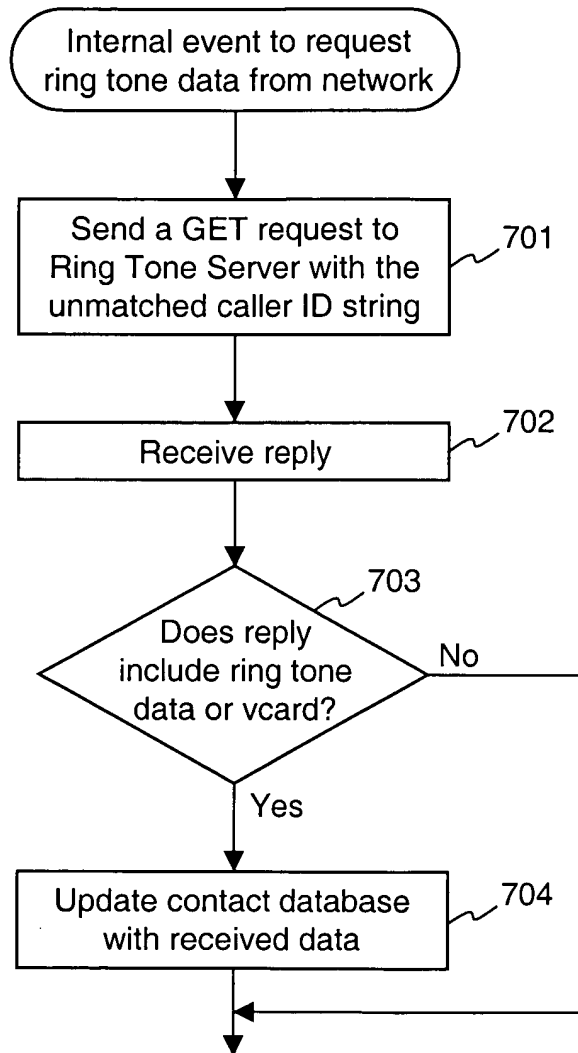 Internal event to request
ring tone data from network
Send a GET request to
Ring Tone Server with the
unmatched caller ID string
701
Receive reply
702
703
Does reply
include ring tone
data or vcard?
No
Yes
Update contact database
with received data
704